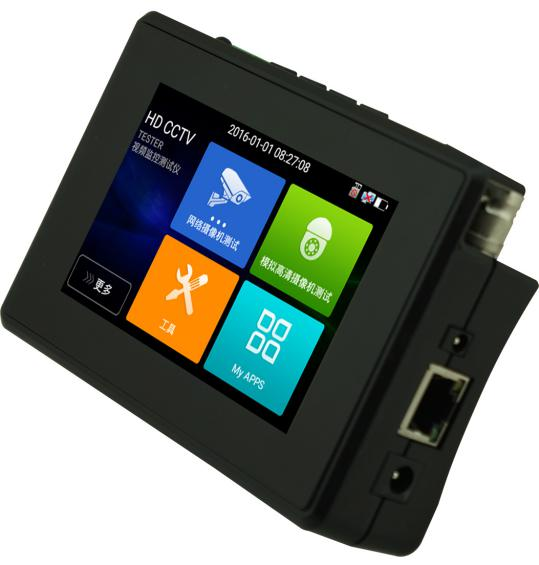 HD CCTV
TESTER
视频监控测试仪
2016-01-01 08:27:08
网络摄像机测试
模拟高清摄像机测试
工具
My APPS
》更多